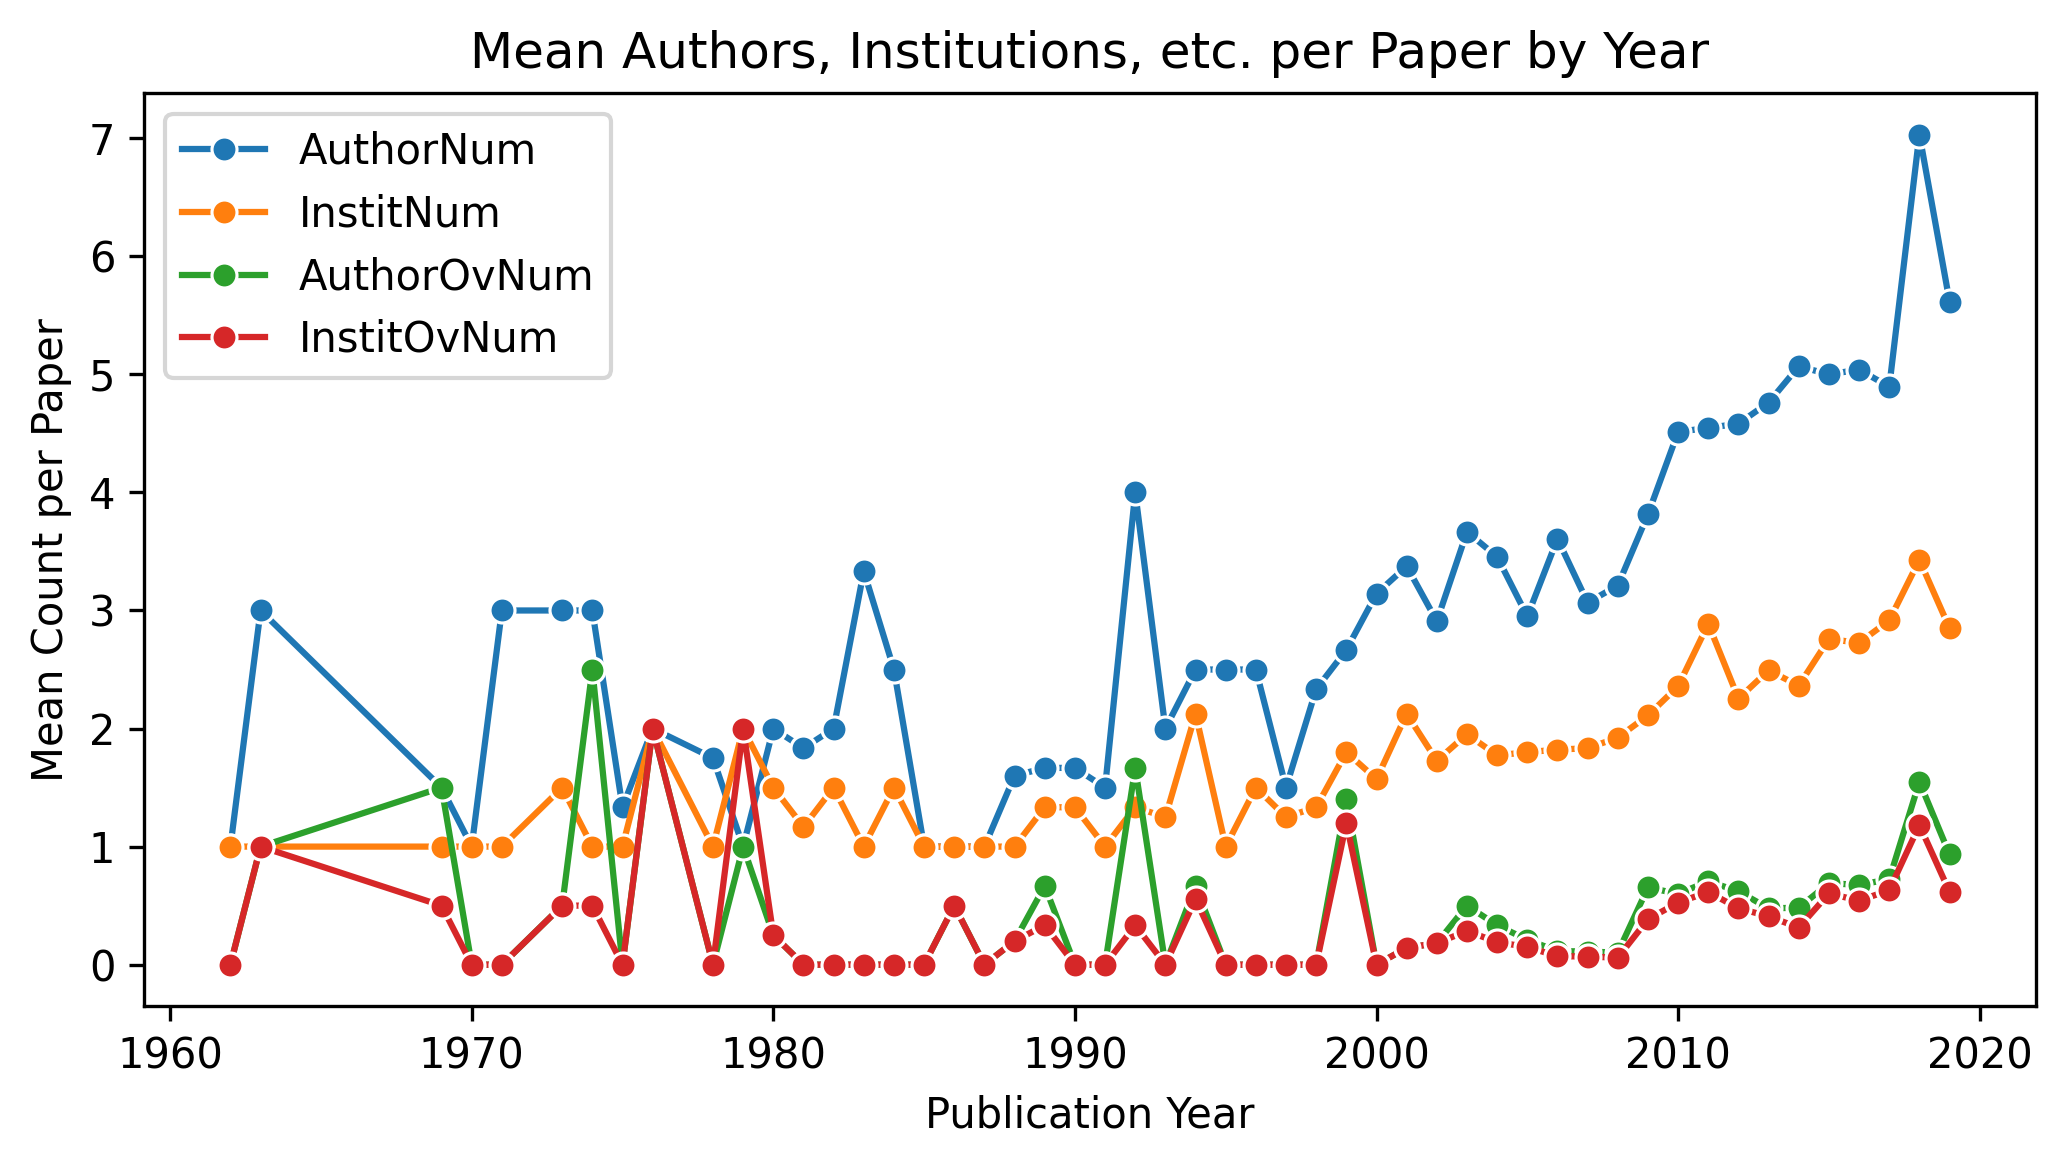 Mean Authors, Institutions, etc. per Paper by Year
AuthorNum
InstitNum
AuthorOvNum
InstitOvNum
Mean Count per Paper
7
6
5
4
3
2
1
0
1960 1970 1980 1990 2000 2010 2020
Publication Year